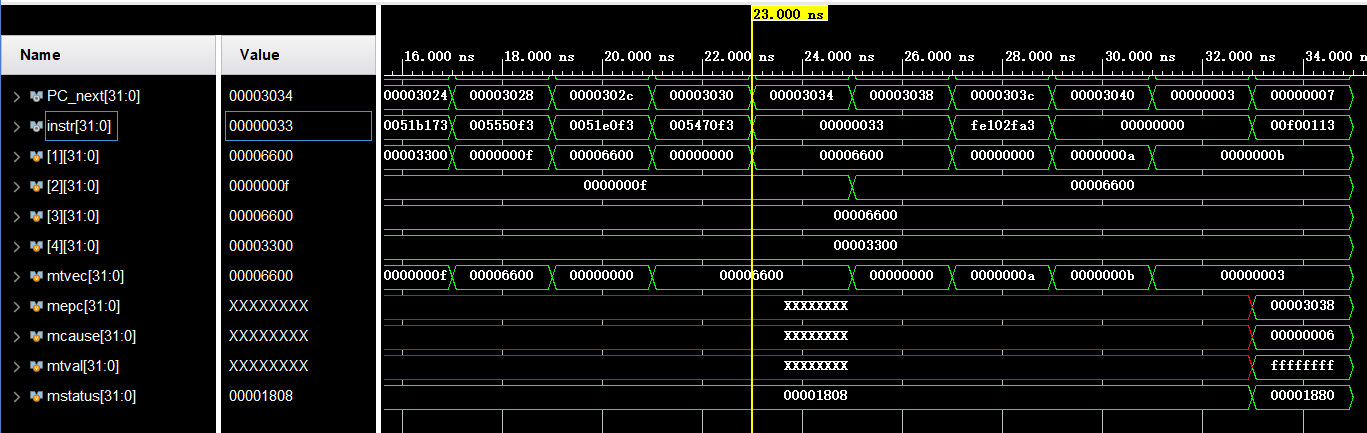 23.000 ns
Name Value 16.000 ns 18.000 ns 20.000 ns 22.000 ns 24.000 ns 26.000 ns 28.000 ns 30.000 ns 32.000 ns 34.000 n
PC_next[31:0] 00003034 00003024 00003028 0000302c 00003030 00003034 00003038 0000303c 00003040 00000003 00000007
instr[31:0] 00000033 0051b173 005550f3 0051e0f3 005470f3 00000033 fe102fa3 00000000 00f00113
[1][31:0] 00006600 00003300 0000000f 00006600 00000000 00006600 00000000 0000000a 0000000b
[2][31:0] 0000000f 0000000f 00006600
[3][31:0] 00006600 00006600
[4][31:0] 00003300 00003300
mtvec[31:0] 00006600 0000000f 00006600 00000000 00006600 00000000 0000000a 0000000b 00000003
mepc[31:0] XXXXXXXX XXXXXXXX 00003038
mcause[31:0] XXXXXXXX XXXXXXXX 00000006
mtval[31:0] XXXXXXXX XXXXXXXX ffffffff
mstatus[31:0] 00001808 00001808 00001880